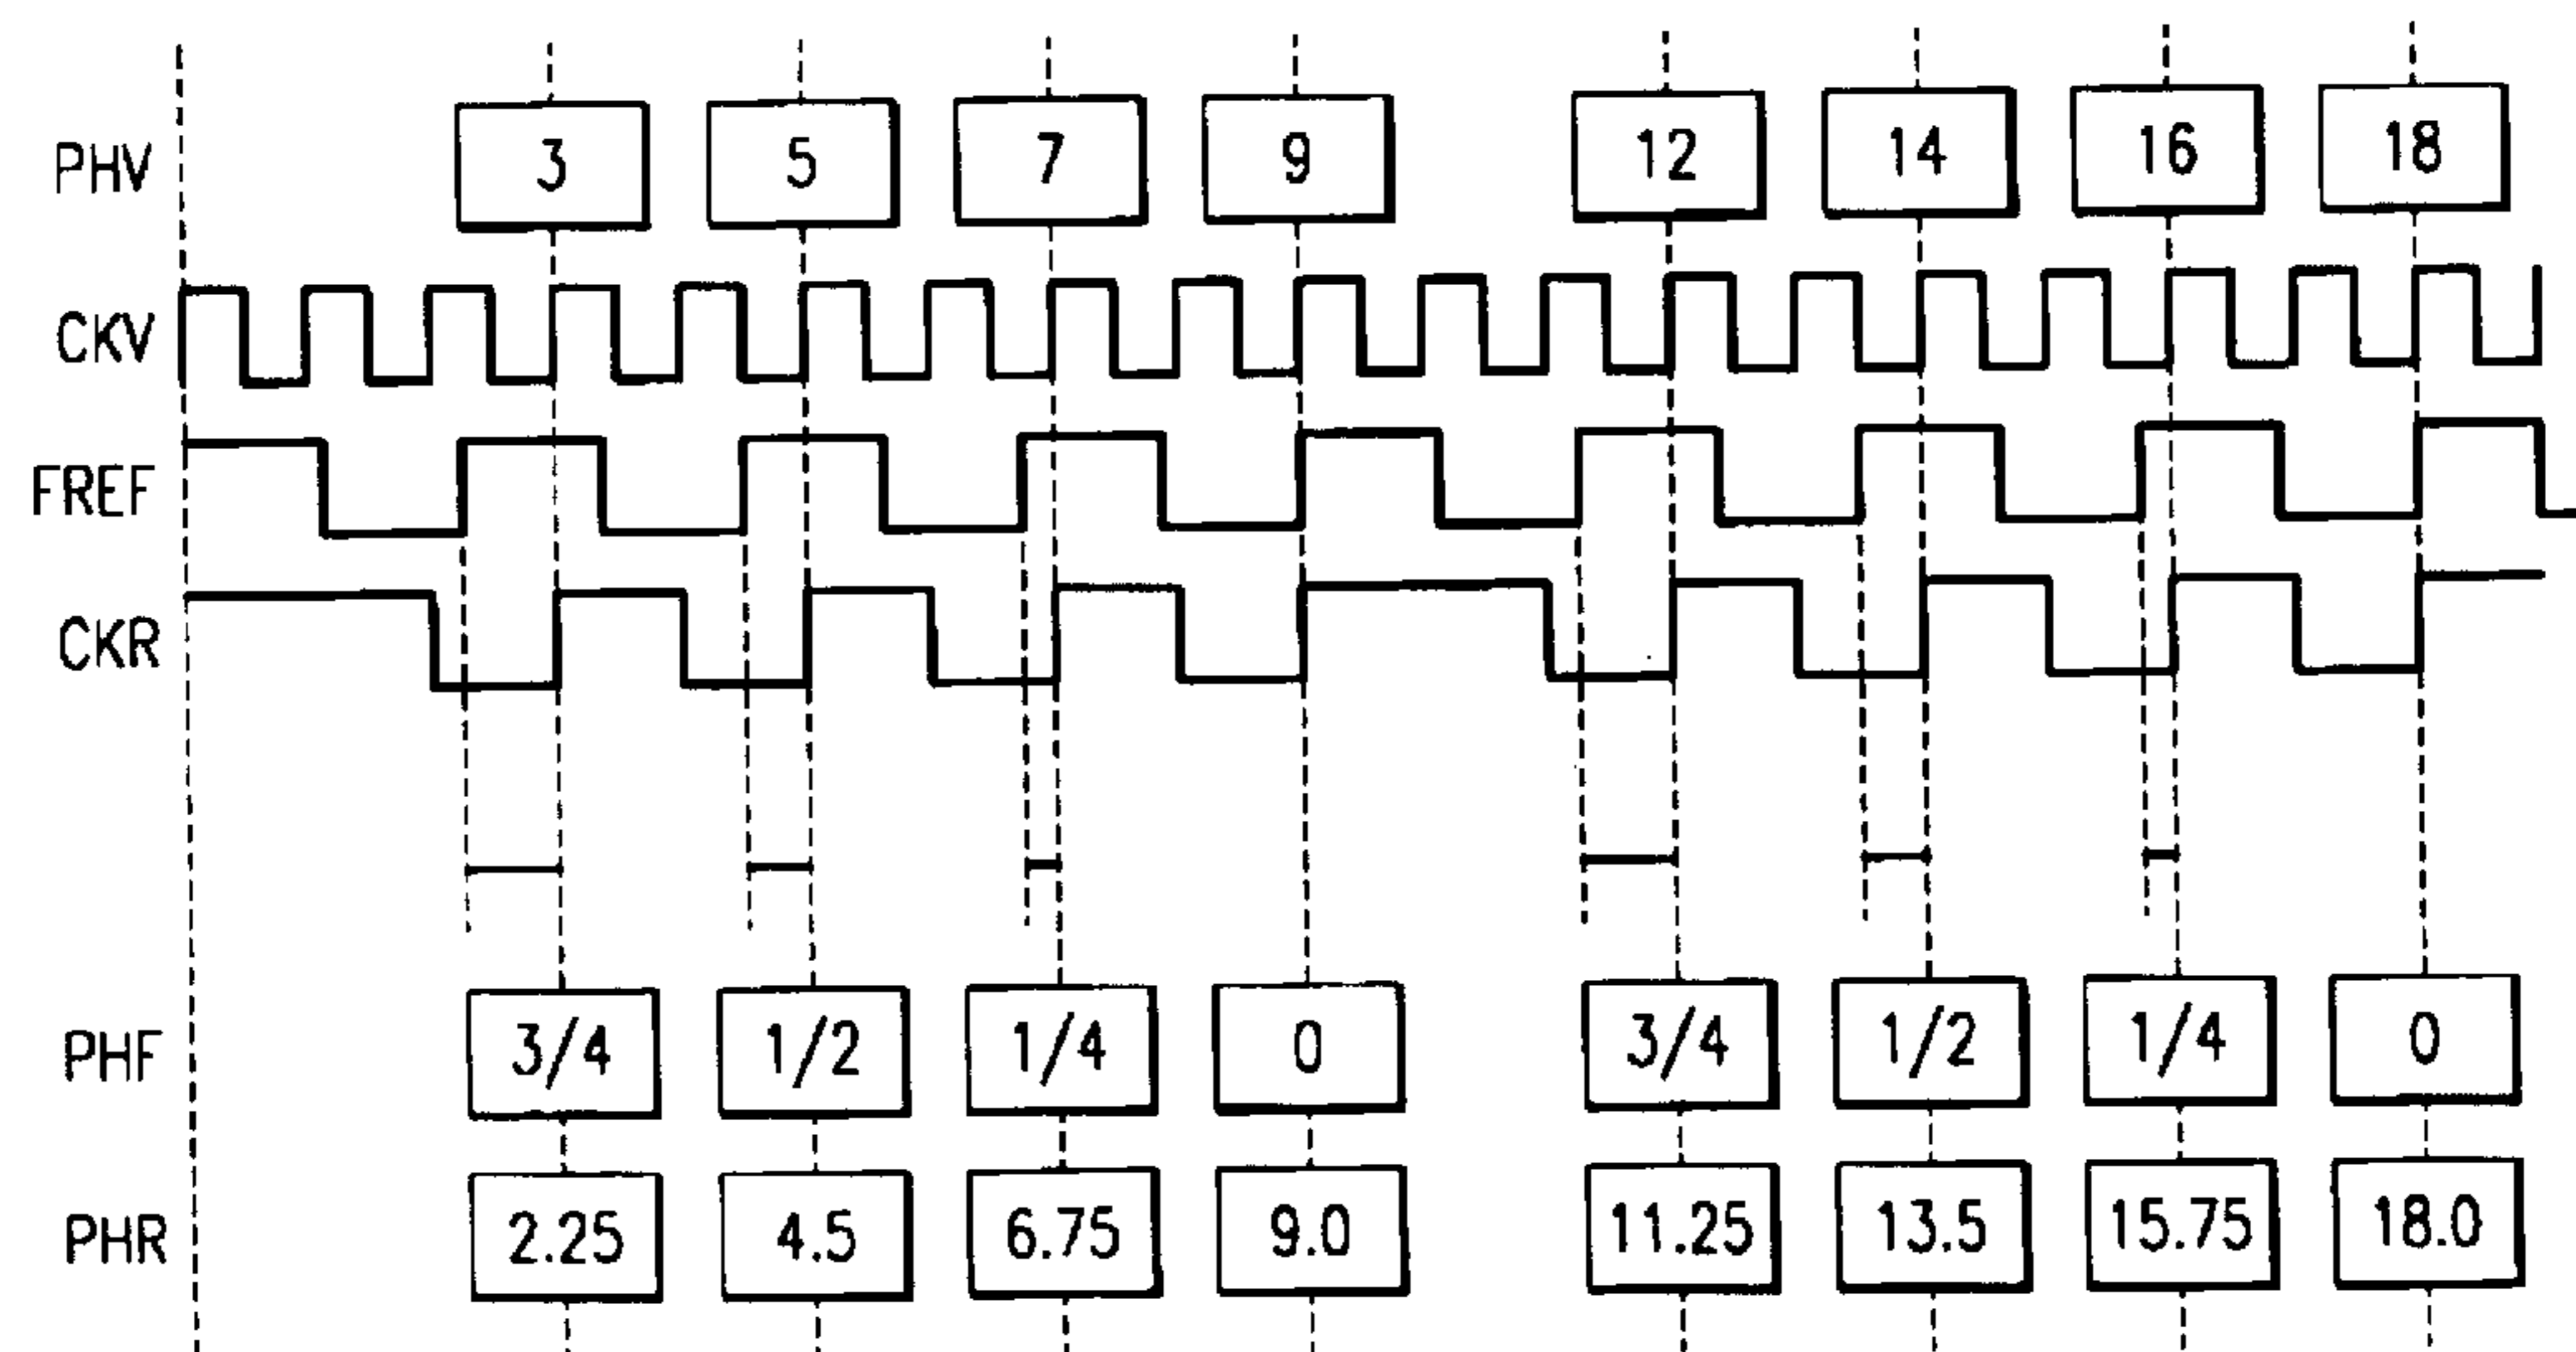 PHV 3 5 7 9 12 14 16 18
CKV
FREF
CKR
PHF 3/4 1/2 1/4 0 3/4 1/2 1/4 0
PHR 2.25 4.5 6.75 9.0 11.25 13.5 15.75 18.0